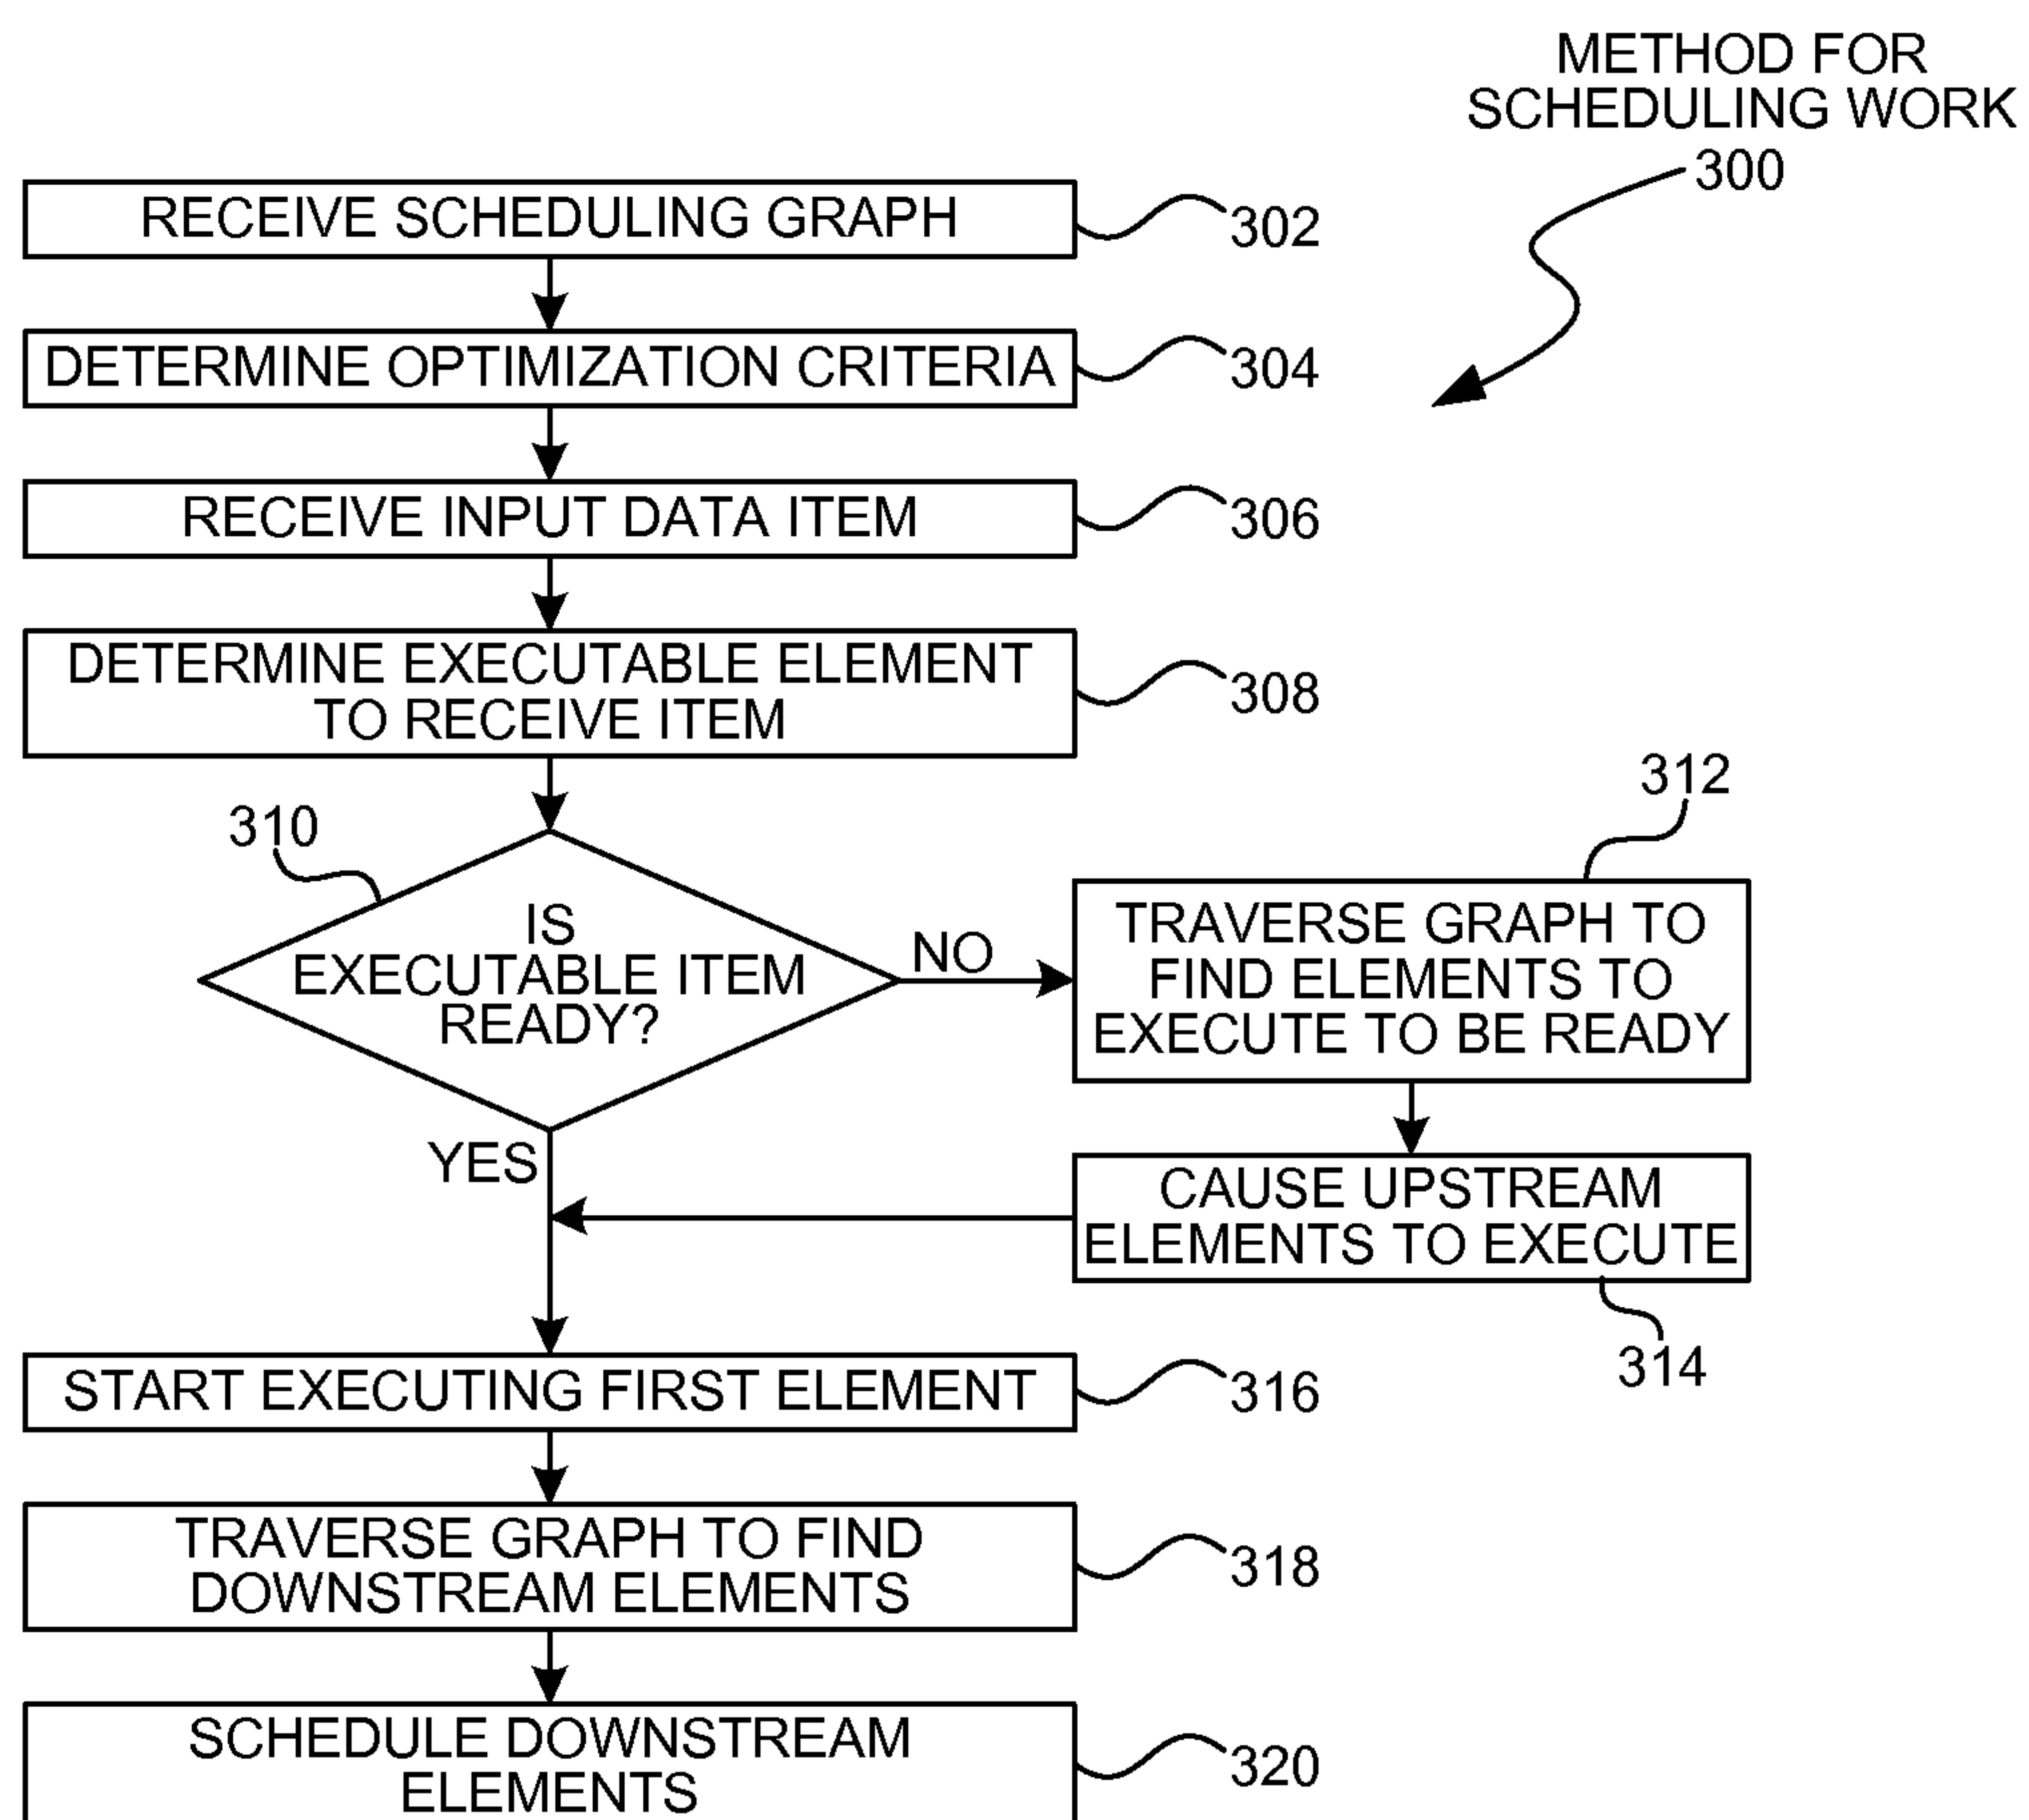 METHOD FOR
SCHEDULING WORK
300
RECEIVE SCHEDULING GRAPH
302
DETERMINE OPTIMIZATION CRITERIA
304
RECEIVE INPUT DATA ITEM
306
DETERMINE EXECUTABLE ELEMENT
TO RECEIVE ITEM
308
310
IS
EXECUTABLE ITEM
READY?
NO
312
TRAVERSE GRAPH TO
FIND ELEMENTS TO
EXECUTE TO BE READY
YES
CAUSE UPSTREAM
ELEMENTS TO EXECUTE
314
START EXECUTING FIRST ELEMENT
316
TRAVERSE GRAPH TO FIND
DOWNSTREAM ELEMENTS
318
SCHEDULE DOWNSTREAM
ELEMENTS
320